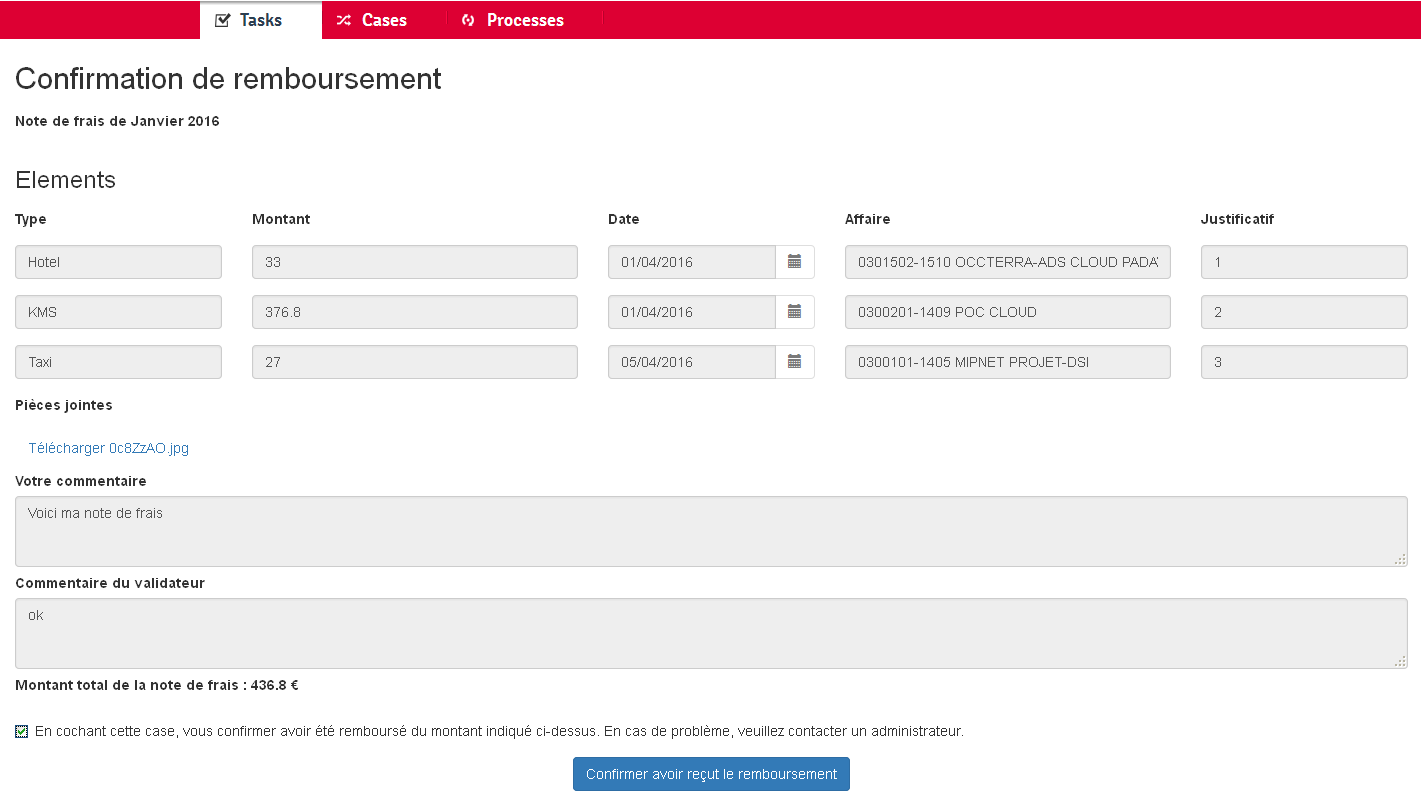 Tasks Cases Processes
Confirmation de remboursement
Note de frais de Janvier 2016
Elements
Type Montant Date Affaire Justificatif
Hotel 33 01/04/2016 0301502-1510 OCCTERRA-ADS CLOUD PADA 1
KMS 376.8 01/04/2016 0300201-1409 POC CLOUD 2
Taxi 27 05/04/2016 0300101-1405 MIPNET PROJET-DSI 3
Pièces jointes
Télécharger 0c8ZzAO.jpg
Votre commentaire
Voici ma note de frais
Commentaire du validateur
ok
Montant total de la note de frais : 436.8 €
En cochant cette case, vous confirmer avoir été remboursé du montant indiqué ci-dessus. En cas de problème, veuillez contacter un administrateur.
Confirmer avoir reçut le remboursement